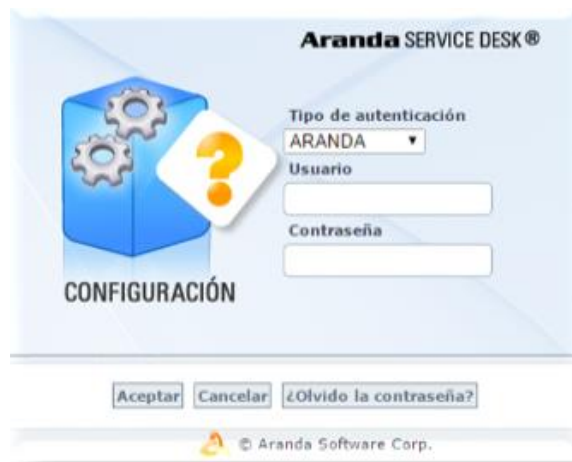 Aranda SERVICE DESK®
Tipo de autenticación
ARANDA
Usuario
Contraseña
CONFIGURACIÓN
Aceptar Cancelar ¿Olvido la contraseña?
© Aranda Software Corp.